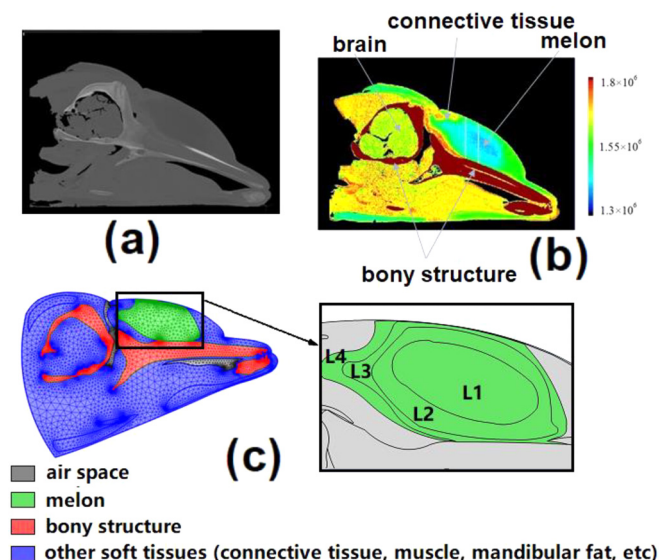 connective tissue
brain
melon
1.8×10⁶
1.55×10⁶
1.3×10⁶
(a)
(b)
bony structure
L4
L3
L1
L2
(c)
air space
melon
bony structure
other soft tissues (connective tissue, muscle, mandibular fat, etc)